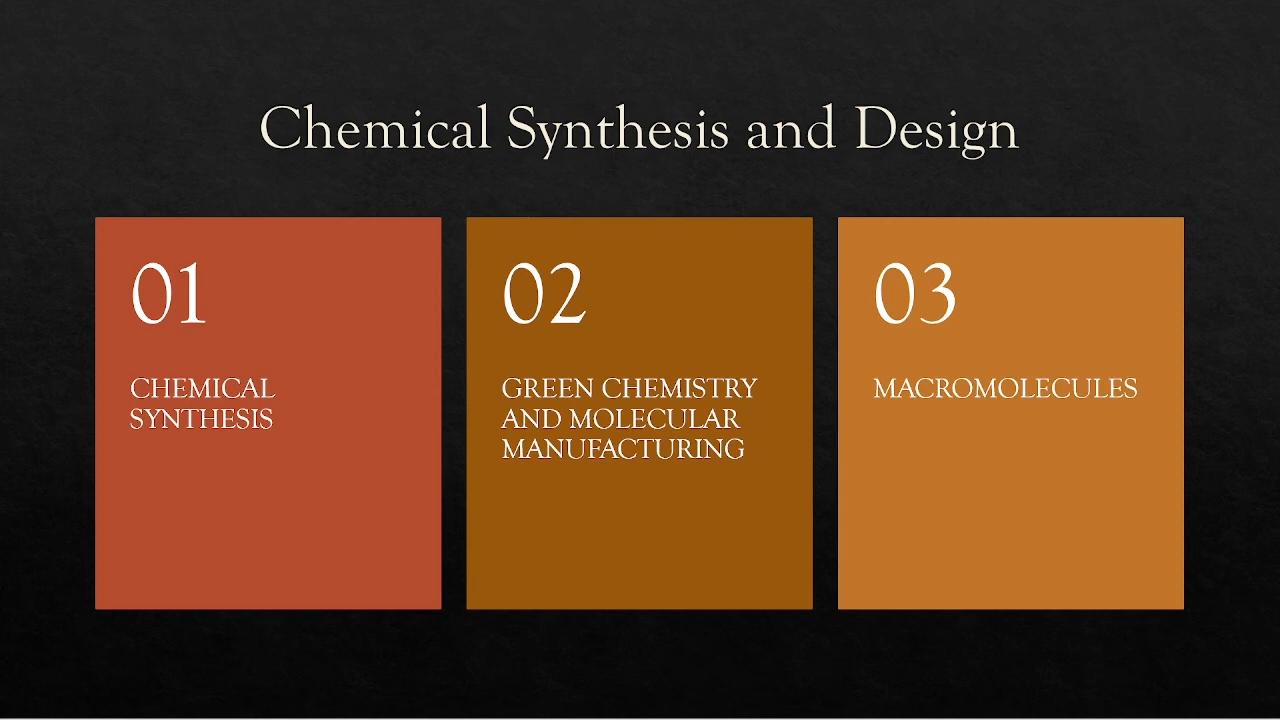 Chemical Synthesis and Design
01
CHEMICAL
SYNTHESIS
02
GREEN CHEMISTRY
AND MOLECULAR
MANUFACTURING
03
MACROMOLECULES